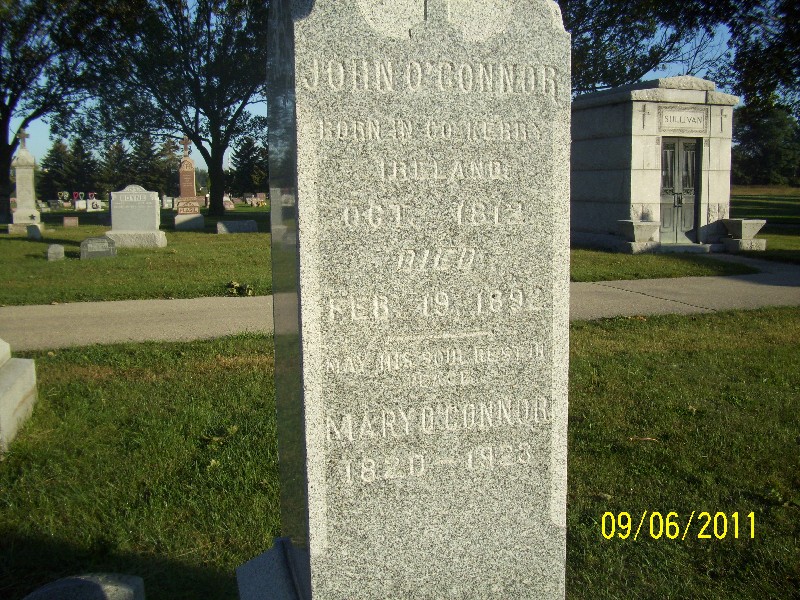 JOHN O'CONNOR
BORN IN CO. KERRY
IRELAND
OCT. 1812
DIED
FEB. 19, 1892
MAY HIS SOUL REST IN
PEACE
MARY O'CONNOR
1820 — 1923
SULLIVAN
09/06/2011